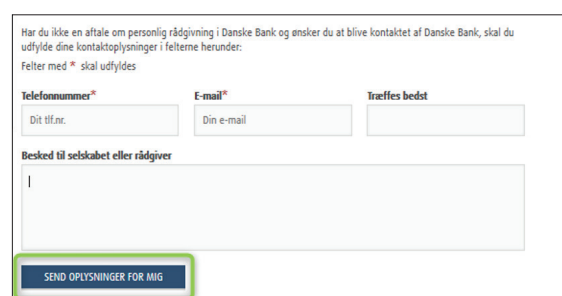 Har du ikke en aftale om personlig rådgivning i Danske Bank og ønsker du at blive kontaktet af Danske Bank, skal du
udfylde dine kontaktoplysninger i felterne herunder:
Felter med * skal udfyldes
Telefonnummer* E-mail* Træffes bedst
Dit tlf.nr. Din e-mail
Besked til selskabet eller rådgiver
SEND OPLYSNINGER FOR MIG